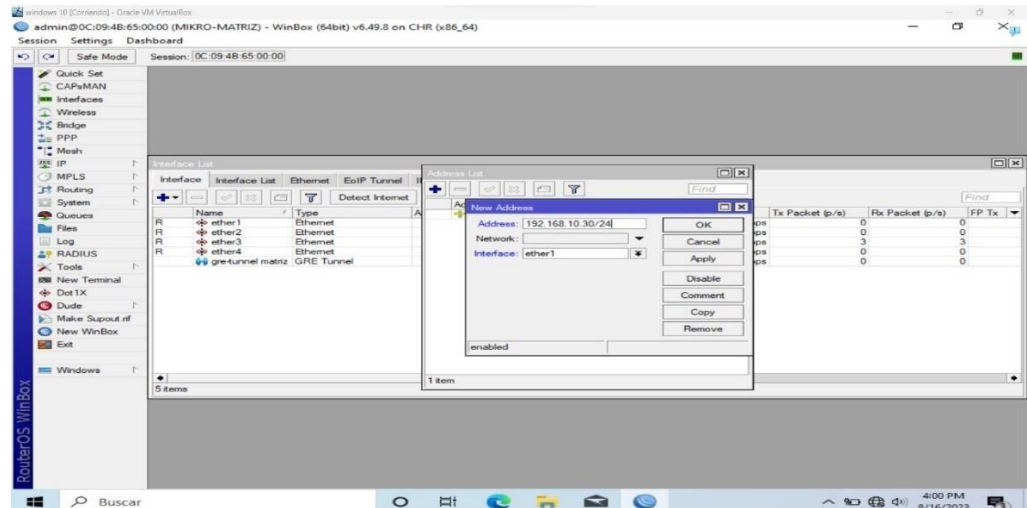 windows 10 [Corriendo] - Oracle VM VirtualBox
admin@0C:09:4B:65:00:00 (MIKRO-MATRIZ) - WinBox (64bit) v6.49.8 on CHR (x86_64)
Session Settings Dashboard
Safe Mode Session: 0C:09:4B:65:00:00
Quick Set
CAPsMAN
Interfaces
Wireless
Bridge
PPP
Mesh
IP
MPLS
Routing
System
Queues
Files
Log
RADIUS
Tools
New Terminal
Dot1X
Dude
Make Supout.rif
New WinBox
Exit
Windows
RouterOS WinBox
Interface List
Interface Interface List Ethernet EoIP Tunnel
Detect Internet
Find
Name Type Tx Packet (p/s) Rx Packet (p/s) FP Tx
R ether1 Ethernet 0 0
R ether2 Ethernet 0 0
R ether3 Ethernet 3 3
R ether4 Ethernet 0 0
gre-tunnel matriz GRE Tunnel
5 items
Address List
Find
New Address
Address: 192.168.10.30/24
Network:
Interface: ether1
OK
Cancel
Apply
Disable
Comment
Copy
Remove
enabled
1 item
Buscar
4:00 PM
8/16/2023